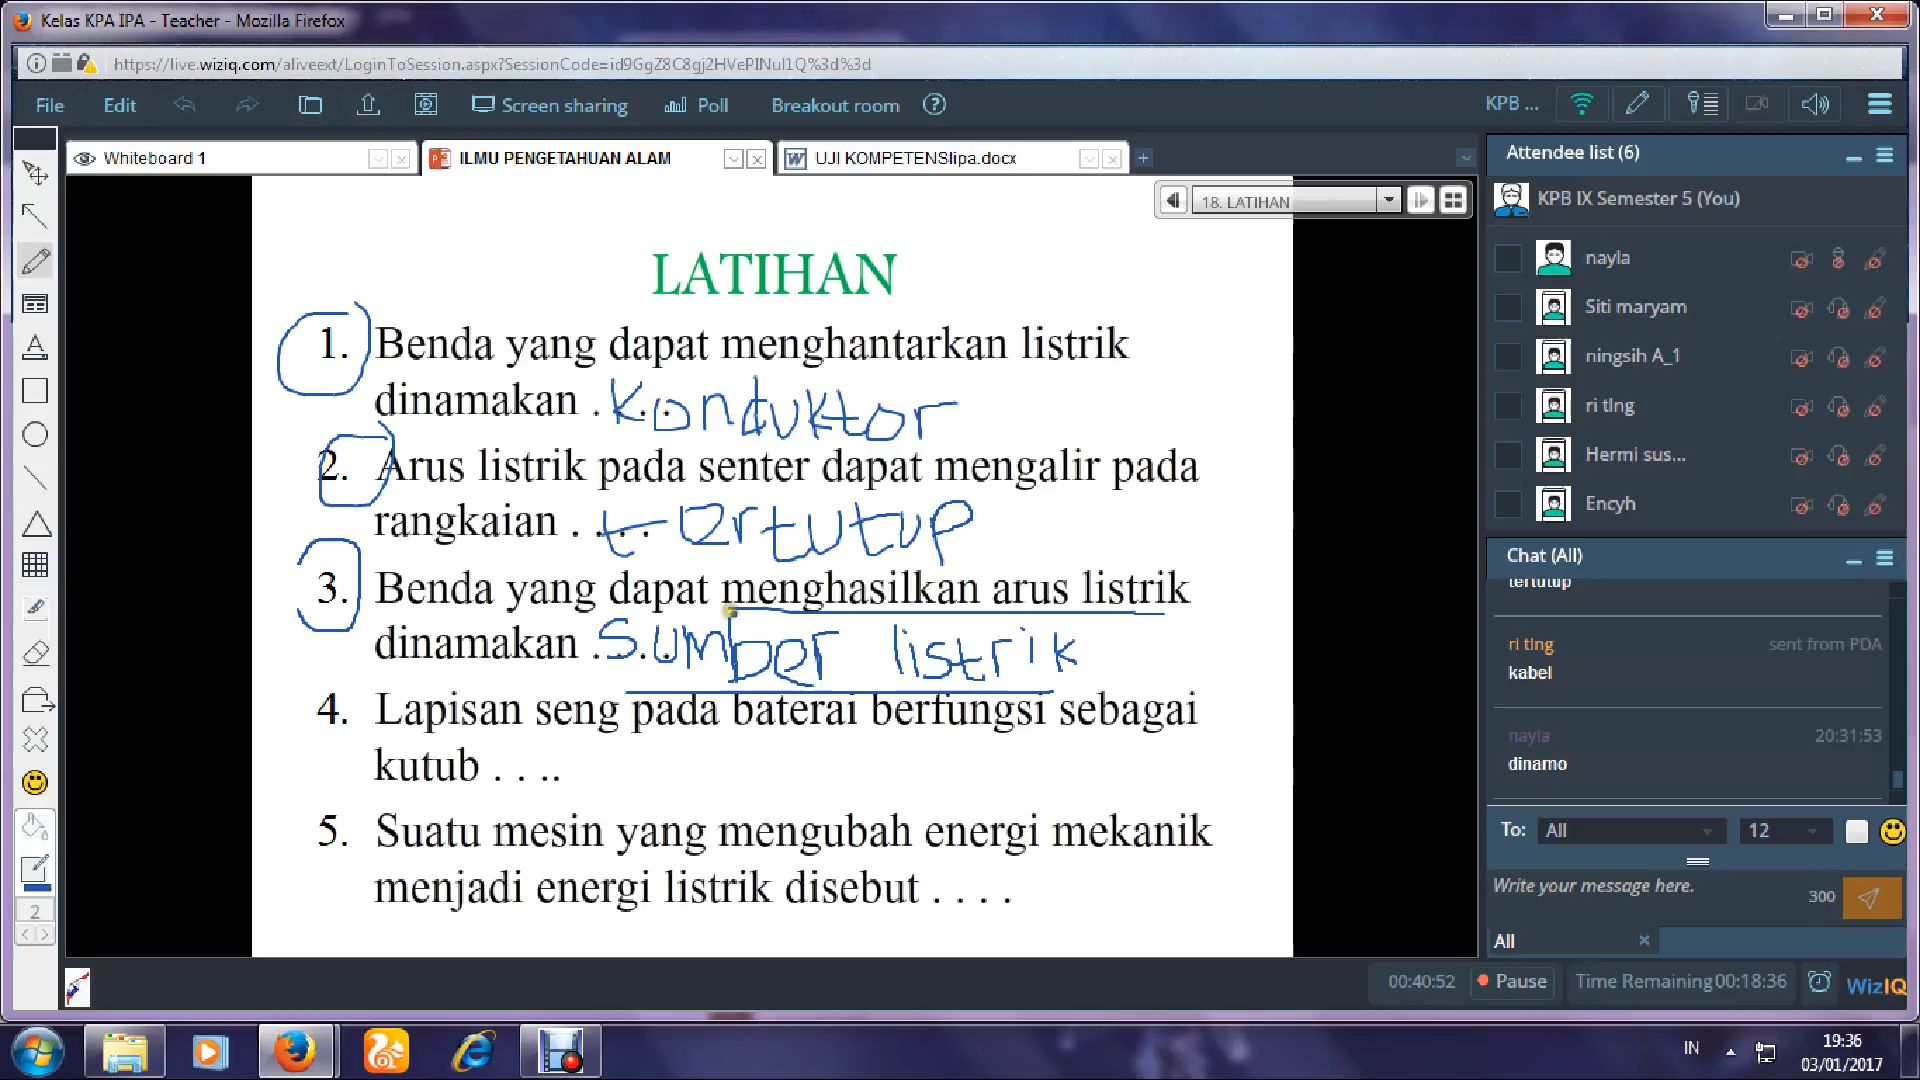 Kelas KPA IPA - Teacher - Mozilla Firefox
https://live.wiziq.com/aliveext/LoginToSession.aspx?SessionCode=id9GgZ8C8gj2HVePINul1Q%3d%3d
File Edit Screen sharing Poll Breakout room KPB ...
Whiteboard 1 ILMU PENGETAHUAN ALAM UJI KOMPETENSIipa.docx
18. LATIHAN
LATIHAN
1. Benda yang dapat menghantarkan listrik
dinamakan . . . . . Konduktor
2. Arus listrik pada senter dapat mengalir pada
rangkaian . . . . . tertutup
3. Benda yang dapat menghasilkan arus listrik
dinamakan . . . . Sumber listrik
4. Lapisan seng pada baterai berfungsi sebagai
kutub . . ..
5. Suatu mesin yang mengubah energi mekanik
menjadi energi listrik disebut . . . .
2
Attendee list (6)
KPB IX Semester 5 (You)
nayla
Siti maryam
ningsih A_1
ri tIng
Hermi sus...
Encyh
Chat (All)
tertutup
ri tIng sent from PDA
kabel
nayla 20:31:53
dinamo
To: All 12
Write your message here. 300
All
00:40:52 Pause Time Remaining 00:18:36 WizIQ
IN 19:36
03/01/2017